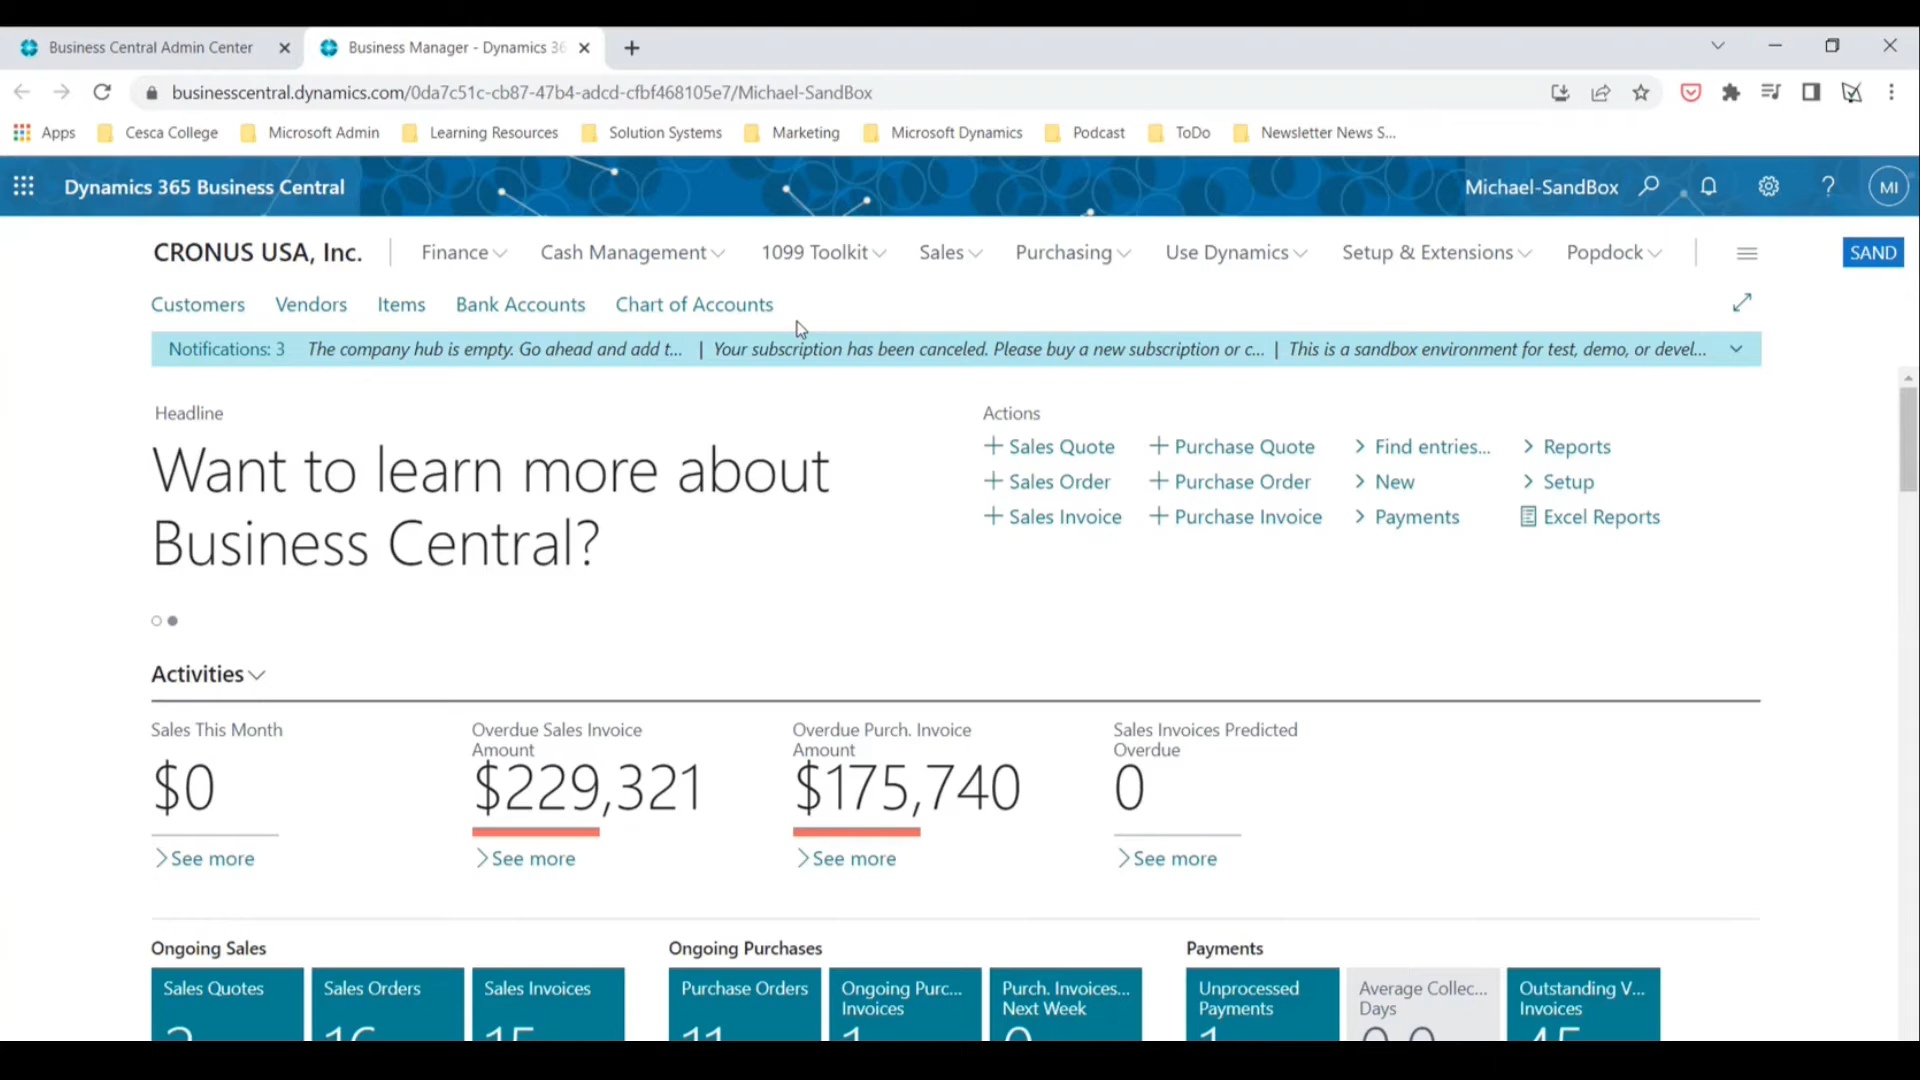 Business Central Admin Center
Business Manager - Dynamics 36
businesscentral.dynamics.com/0da7c51c-cb87-47b4-adcd-cfbf468105e7/Michael-SandBox
Apps Cesca College Microsoft Admin Learning Resources Solution Systems Marketing Microsoft Dynamics Podcast ToDo Newsletter News S...
Dynamics 365 Business Central
Michael-SandBox ? MI
CRONUS USA, Inc. Finance Cash Management 1099 Toolkit Sales Purchasing Use Dynamics Setup & Extensions Popdock SAND
Customers Vendors Items Bank Accounts Chart of Accounts
Notifications: 3 The company hub is empty. Go ahead and add t... | Your subscription has been canceled. Please buy a new subscription or c... | This is a sandbox environment for test, demo, or devel...
Headline
Want to learn more about
Business Central?
Actions
+ Sales Quote + Purchase Quote > Find entries... > Reports
+ Sales Order + Purchase Order > New > Setup
+ Sales Invoice + Purchase Invoice > Payments Excel Reports
Activities
Sales This Month
$0
>See more
Overdue Sales Invoice
Amount
$229,321
>See more
Overdue Purch. Invoice
Amount
$175,740
>See more
Sales Invoices Predicted
Overdue
0
>See more
Ongoing Sales
Sales Quotes
Sales Orders
16
Sales Invoices
15
Ongoing Purchases
Purchase Orders
11
Ongoing Purc...
Invoices
1
Purch. Invoices...
Next Week
0
Payments
Unprocessed
Payments
1
Average Collec...
Days
0.0
Outstanding V...
Invoices
45